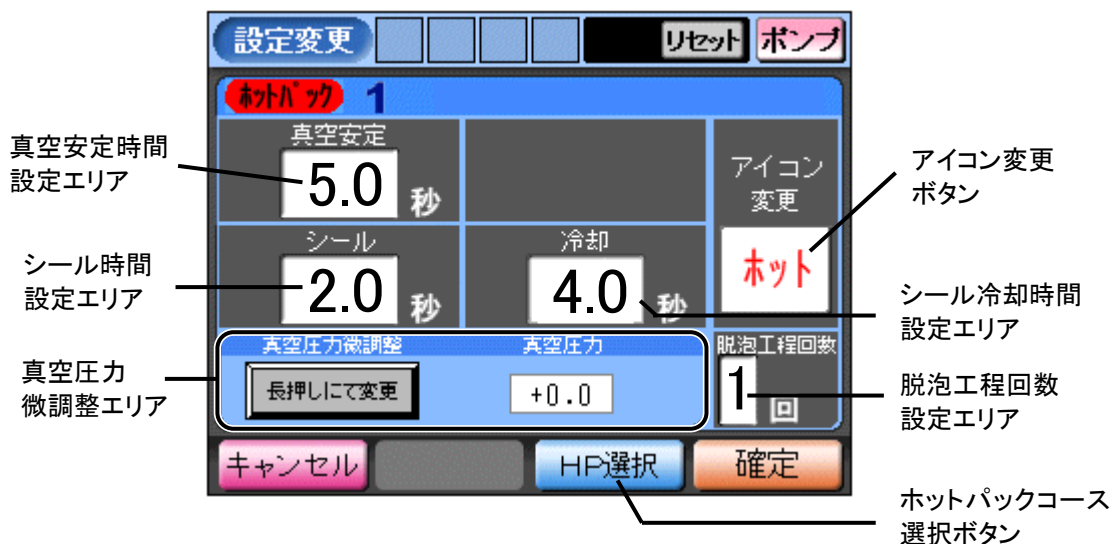 設定変更
リセット
ポンプ
ホットパック 1
真空安定時間
設定エリア
真空安定
5.0 秒
アイコン
変更
アイコン変更
ボタン
シール時間
設定エリア
シール
2.0 秒
冷却
4.0 秒
ホット
シール冷却時間
設定エリア
真空圧力
微調整エリア
真空圧力微調整
長押しにて変更
真空圧力
+0.0
脱泡工程回数
1 回
脱泡工程回数
設定エリア
キャンセル
HP選択
確定
ホットパックコース
選択ボタン